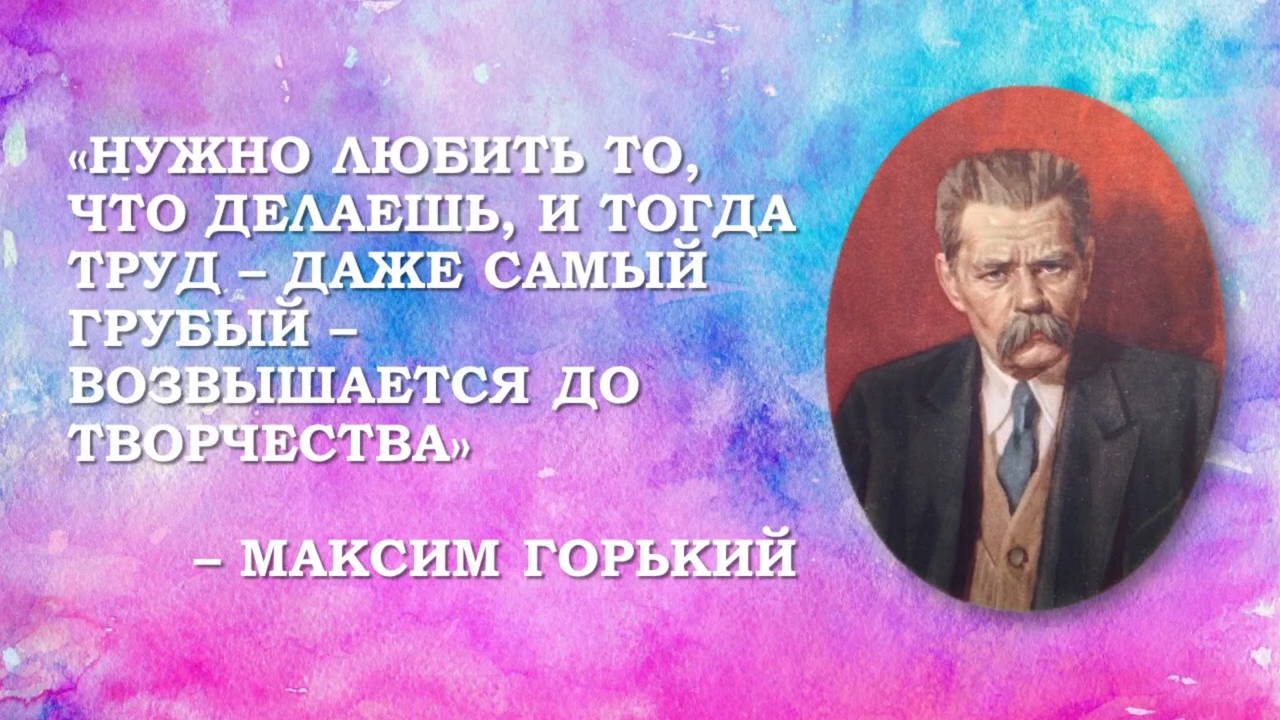 «НУЖНО ЛЮБИТЬ ТО,
ЧТО ДЕЛАЕШЬ, И ТОГДА
ТРУД – ДАЖЕ САМЫЙ
ГРУБЫЙ –
ВОЗВЫШАЕТСЯ ДО
ТВОРЧЕСТВА»
– МАКСИМ ГОРЬКИЙ